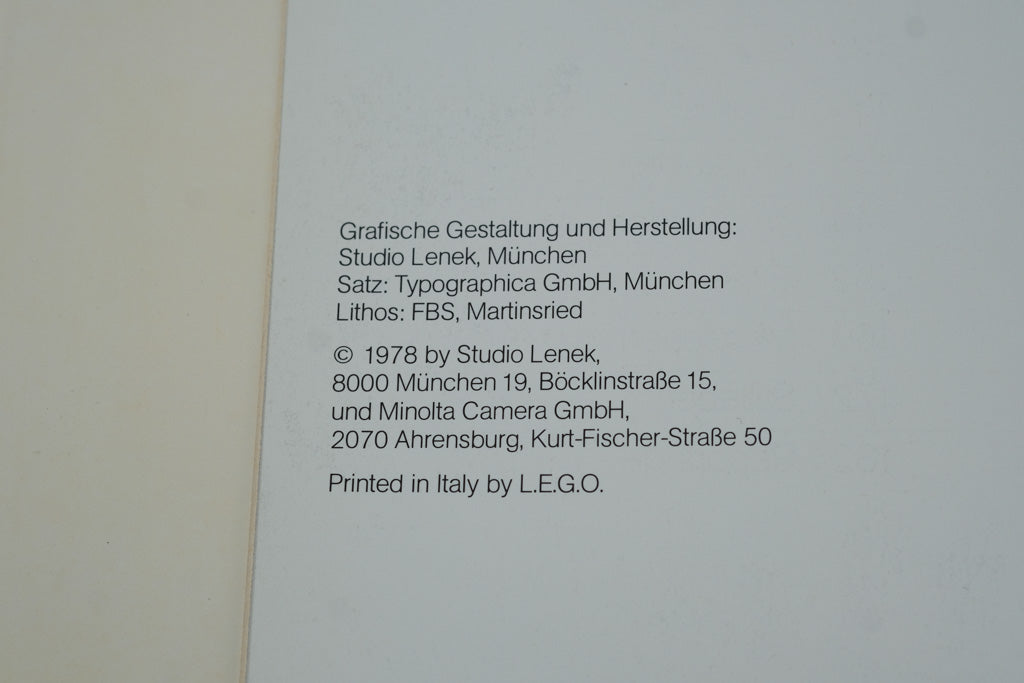 Grafische Gestaltung und Herstellung:
Studio Lenek, München
Satz: Typographica GmbH, München
Lithos: FBS, Martinsried
© 1978 by Studio Lenek,
8000 München 19, Böcklinstraße 15,
und Minolta Camera GmbH,
2070 Ahrensburg, Kurt-Fischer-Straße 50
Printed in Italy by L.E.G.O.